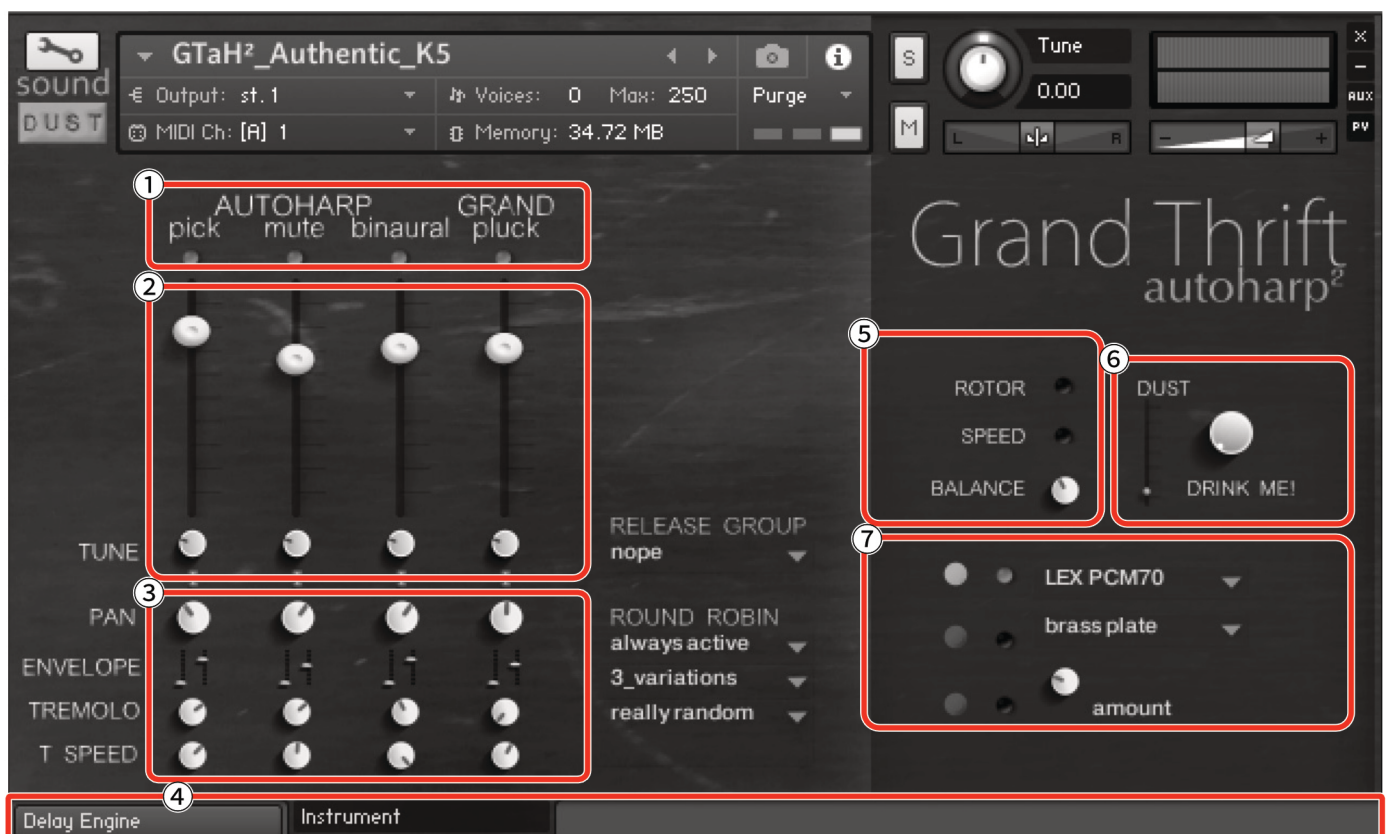 sound
DUST
GTaH²_Authentic_K5
Output: st.1
Voices: 0 Max: 250
Purge
MIDI Ch: [A] 1
Memory: 34.72 MB
i
S
M
Tune
0.00
L
R
-
+
×
-
AUX
PV
1
AUTOHARP GRAND
pick mute binaural pluck
2
TUNE
3
PAN
ENVELOPE
TREMOLO
T SPEED
RELEASE GROUP
nope
ROUND ROBIN
always active
3_variations
really random
Grand Thrift
autoharp²
5
ROTOR
SPEED
BALANCE
6
DUST
DRINK ME!
7
LEX PCM70
brass plate
amount
4
Delay Engine
Instrument